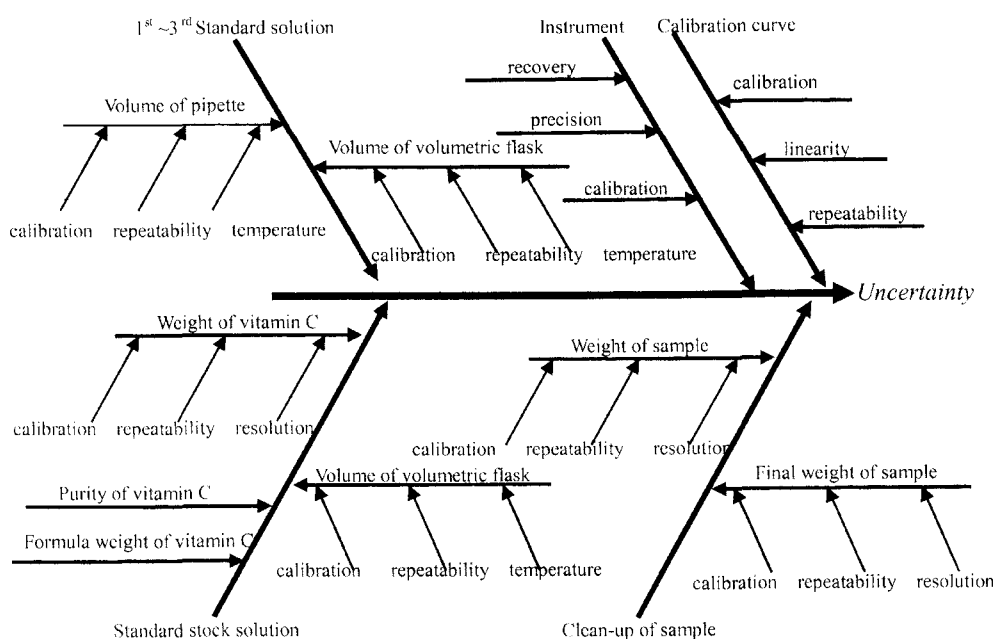 1st ~3rd Standard solution
Instrument
Calibration curve
recovery
calibration
Volume of pipette
precision
Volume of volumetric flask
linearity
calibration
repeatability
calibration
repeatability
temperature
calibration
repeatability
temperature
Uncertainty
Weight of vitamin C
Weight of sample
calibration
repeatability
resolution
calibration
repeatability
resolution
Volume of volumetric flask
Final weight of sample
Purity of vitamin C
Formula weight of vitamin C
calibration
repeatability
temperature
calibration
repeatability
resolution
Standard stock solution
Clean-up of sample